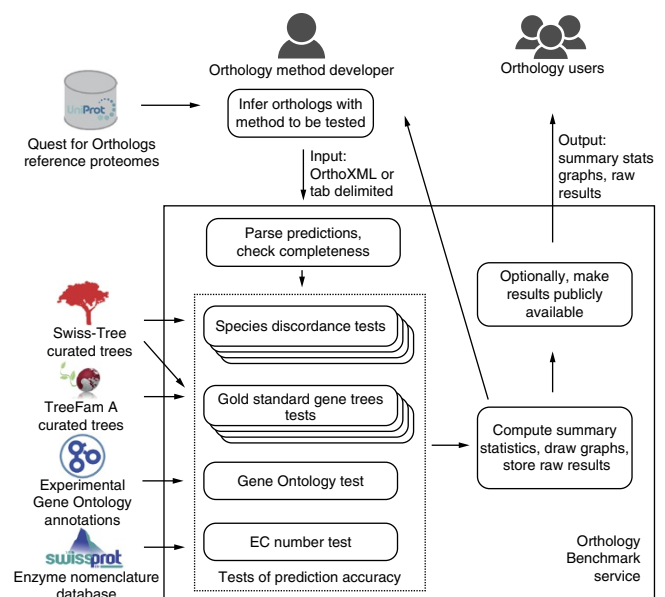 Orthology method developer
Orthology users
UniProt
Quest for Orthologs
reference proteomes
Infer orthologs with
method to be tested
Input:
OrthoXML or
tab delimited
Output:
summary stats
graphs, raw
results
Parse predictions,
check completeness
Optionally, make
results publicly
available
Swiss-Tree
curated trees
Species discordance tests
TreeFam A
curated trees
Gold standard gene trees
tests
Compute summary
statistics, draw graphs,
store raw results
Experimental
Gene Ontology
annotations
Gene Ontology test
swissprot
Enzyme nomenclature
database
EC number test
Tests of prediction accuracy
Orthology
Benchmark
service